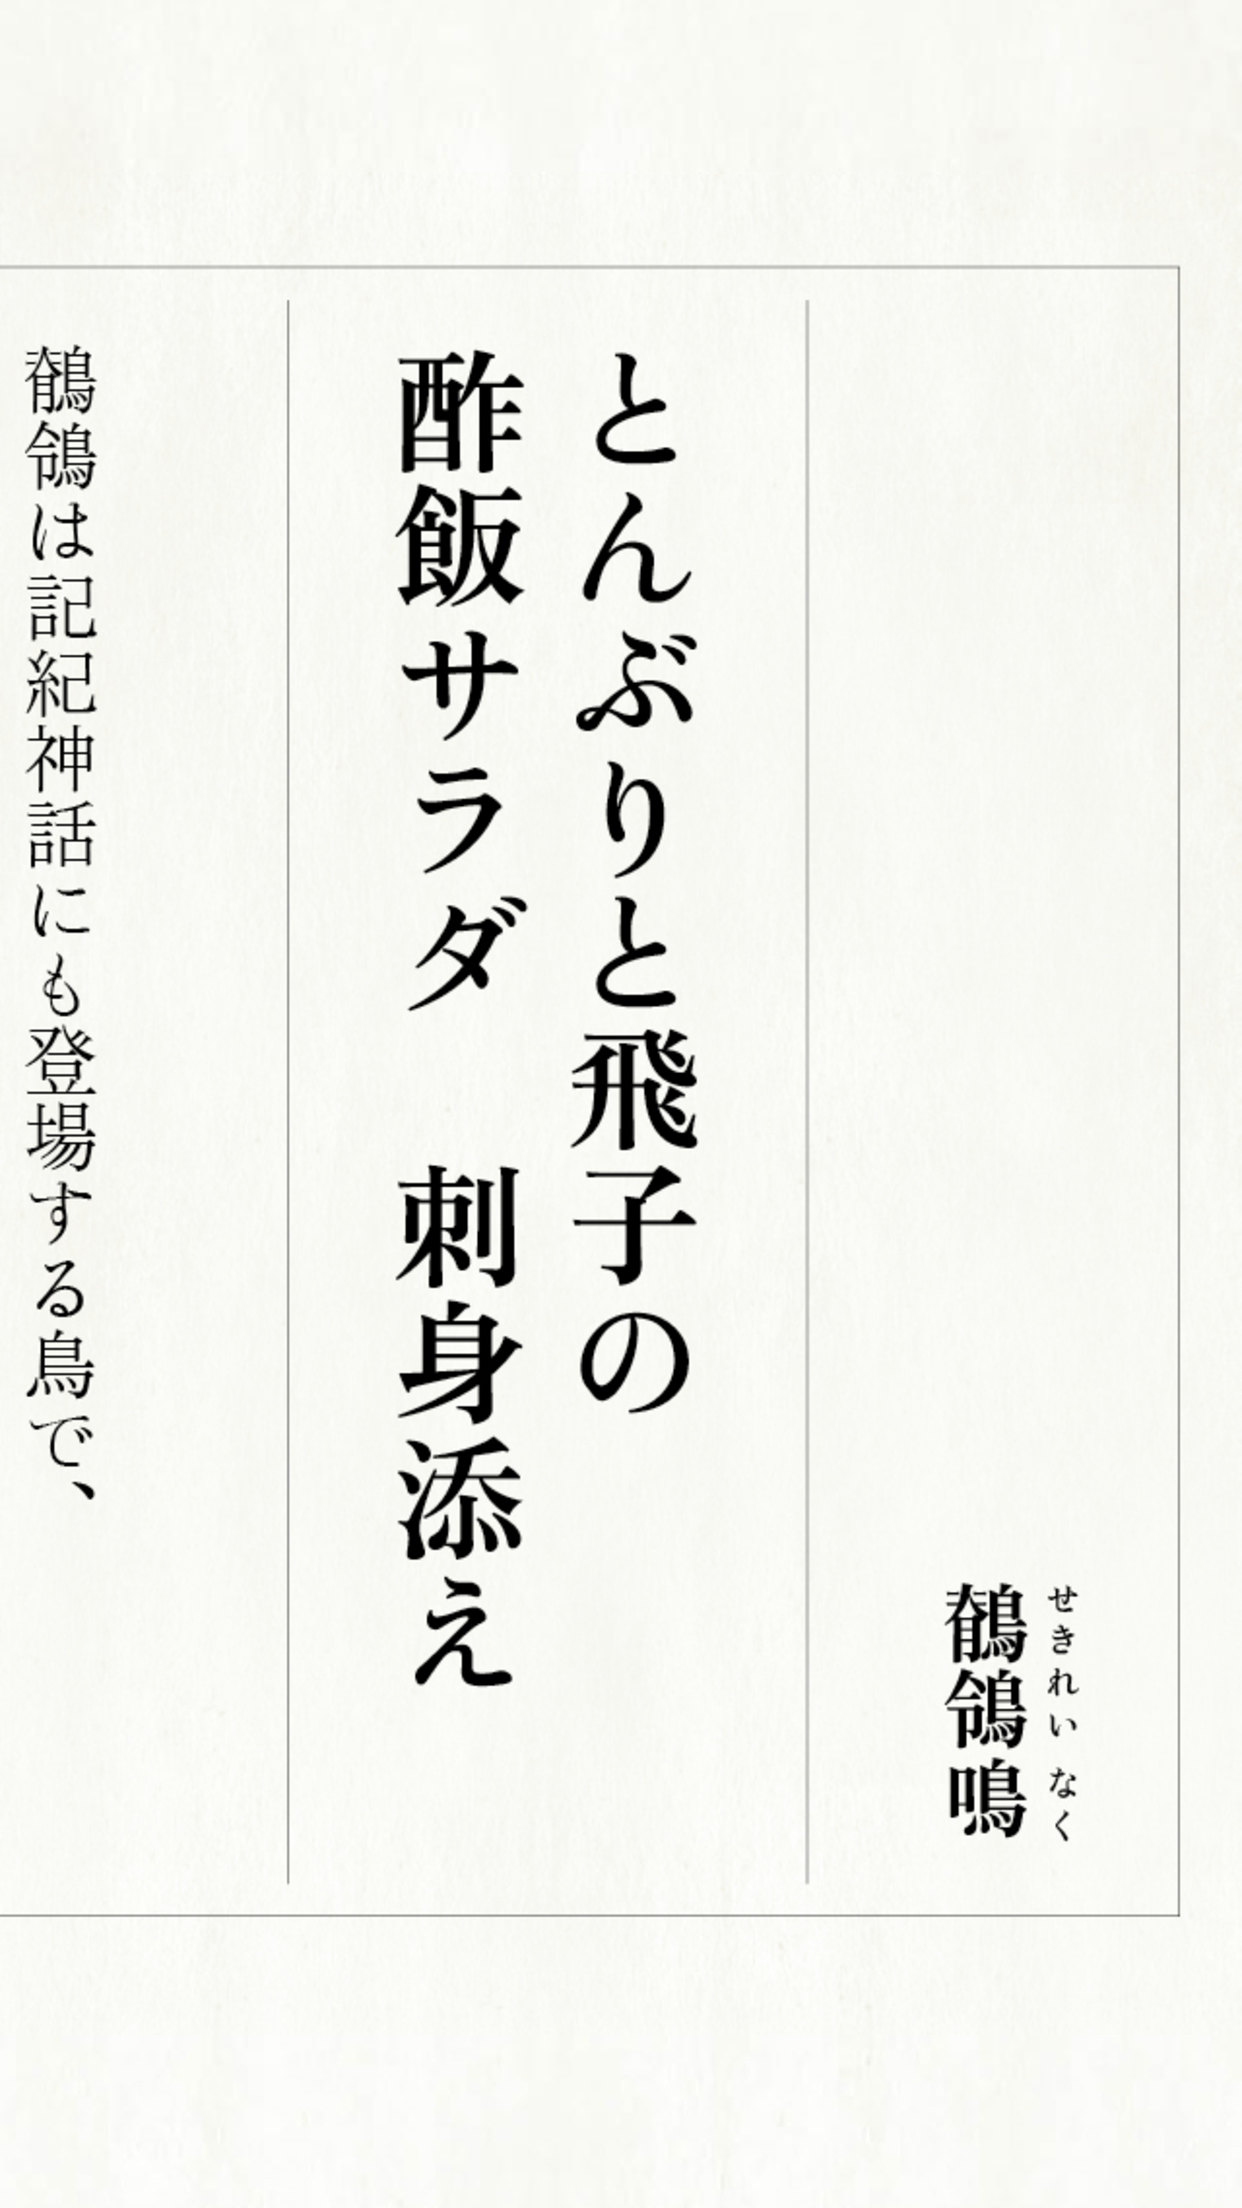 せきれい なく
鶺鴒鳴
とんぶりと飛子の
酢飯サラダ　刺身添え
鶺鴒は記紀神話にも登場する鳥で、